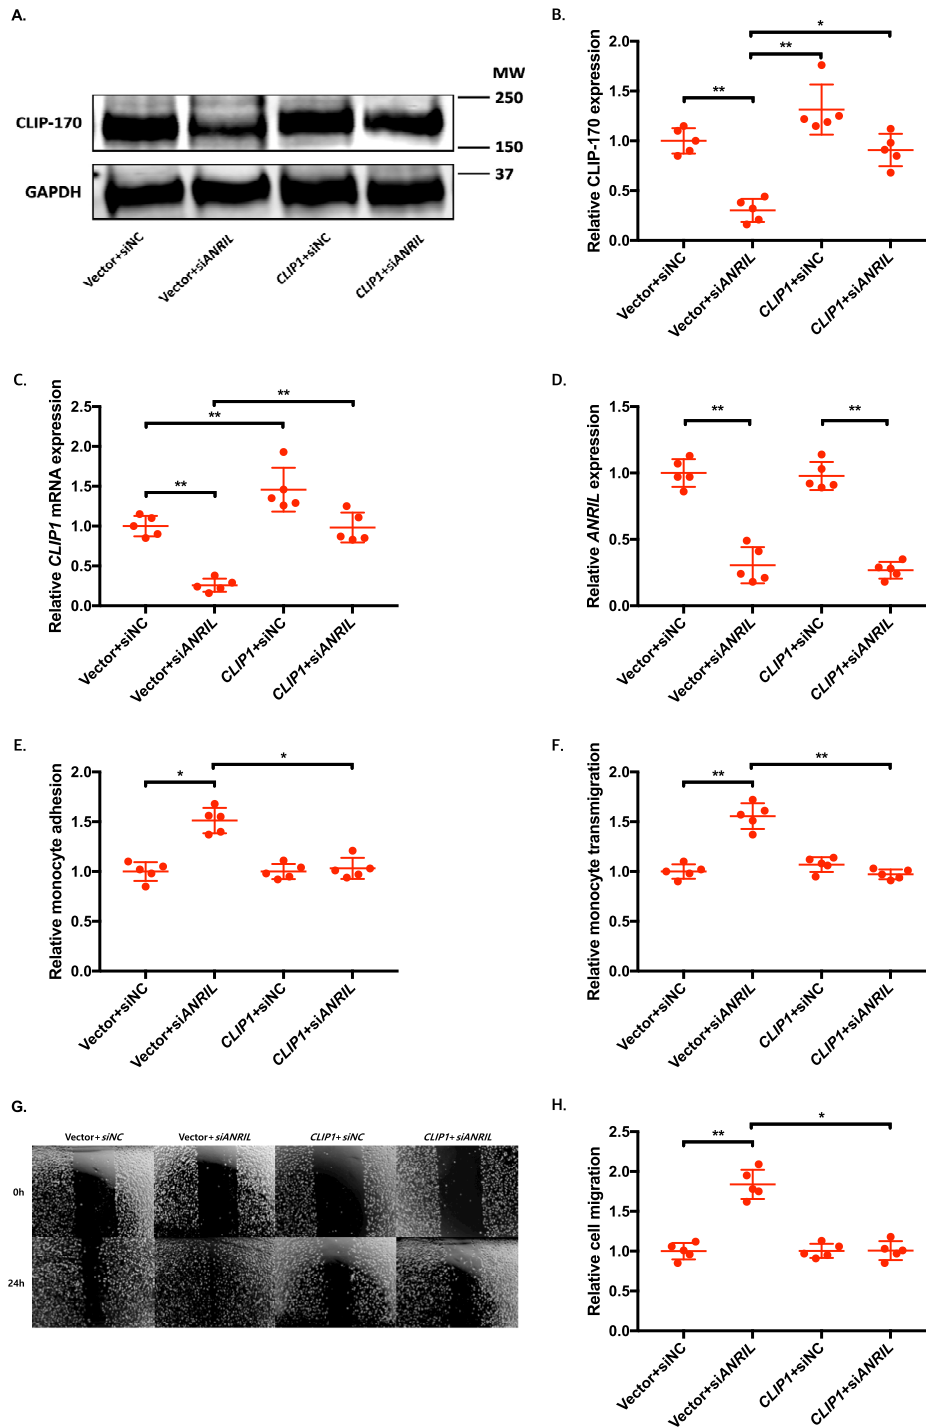 A.
MW
250
CLIP-170
150
37
GAPDH
Vector+siNC
Vector+siANRIL
CLIP1+siNC
CLIP1+siANRIL
B.
Relative CLIP-170 expression
2.0
1.5
1.0
0.5
0.0
**
**
*
Vector+siNC
Vector+siANRIL
CLIP1+siNC
CLIP1+siANRIL
C.
Relative CLIP1 mRNA expression
2.5
2.0
1.5
1.0
0.5
0.0
**
**
**
Vector+siNC
Vector+siANRIL
CLIP1+siNC
CLIP1+siANRIL
D.
Relative ANRIL expression
1.5
1.0
0.5
0.0
**
**
Vector+siNC
Vector+siANRIL
CLIP1+siNC
CLIP1+siANRIL
E.
Relative monocyte adhesion
2.0
1.5
1.0
0.5
0.0
*
*
Vector+siNC
Vector+siANRIL
CLIP1+siNC
CLIP1+siANRIL
F.
Relative monocyte transmigration
2.0
1.5
1.0
0.5
0.0
**
**
Vector+siNC
Vector+siANRIL
CLIP1+siNC
CLIP1+siANRIL
G.
Vector+siNC
Vector+siANRIL
CLIP1+siNC
CLIP1+siANRIL
0h
24h
H.
Relative cell migration
2.5
2.0
1.5
1.0
0.5
0.0
**
*
Vector+siNC
Vector+siANRIL
CLIP1+siNC
CLIP1+siANRIL